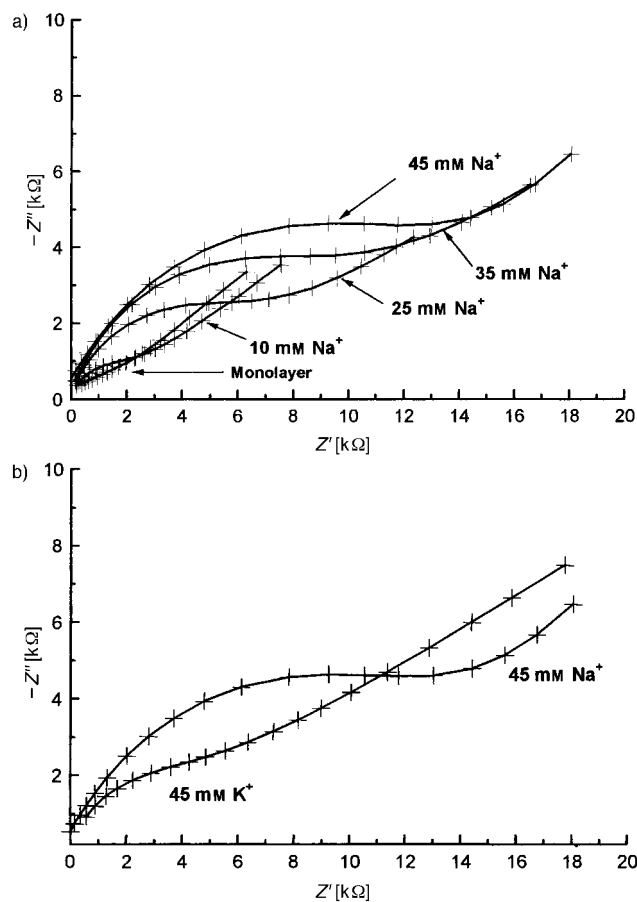 a)
10
8
6
4
2
0
−Z″ [kΩ]
45 mM Na⁺
35 mM Na⁺
25 mM Na⁺
10 mM Na⁺
Monolayer
0 2 4 6 8 10 12 14 16 18 20
Z′ [kΩ]
b)
10
8
6
4
2
−Z″ [kΩ]
45 mM Na⁺
45 mM K⁺
0 2 4 6 8 10 12 14 16 18 20
Z′ [kΩ]